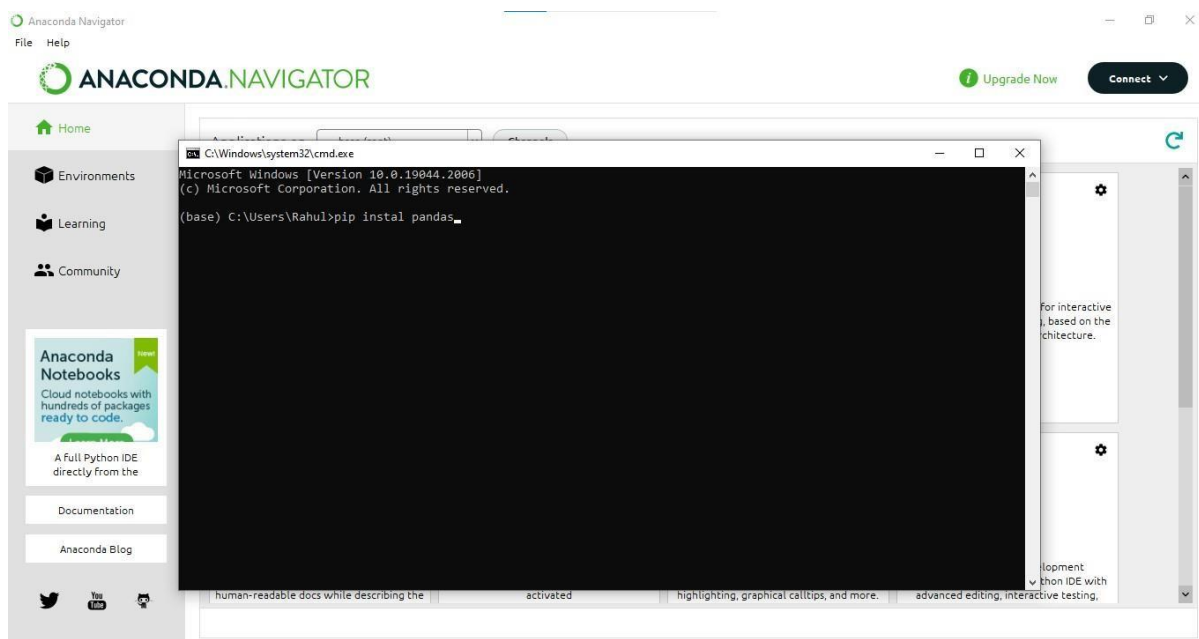 Anaconda Navigator
File Help
ANACONDA.NAVIGATOR
i Upgrade Now
Connect
Home
Environments
Learning
Community
C:\Windows\system32\cmd.exe
Microsoft Windows [Version 10.0.19044.2006]
(c) Microsoft Corporation. All rights reserved.
(base) C:\Users\Rahul>pip instal pandas
for interactive
based on the
architecture.
Anaconda
Notebooks
New!
Cloud notebooks with
hundreds of packages
ready to code.
A full Python IDE
directly from the
Documentation
Anaconda Blog
You
Tube
IDE with
human-readable docs while describing the
activated
highlighting, graphical calltips, and more.
advanced editing, interactive testing,